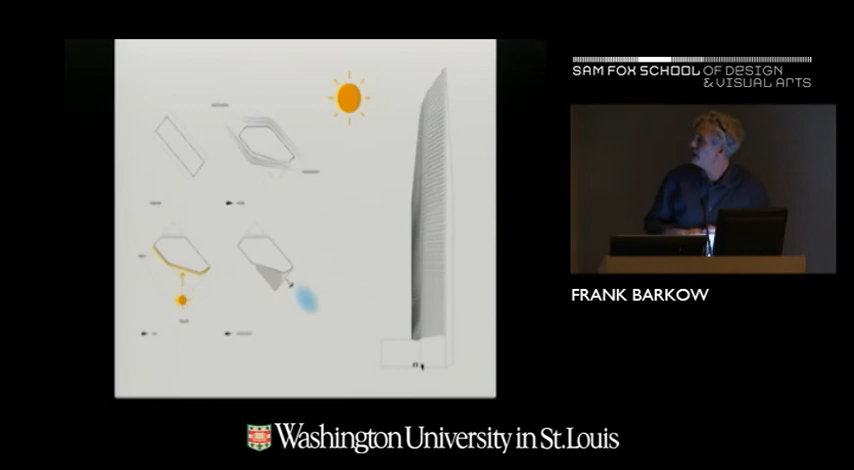 SAM FOX SCHOOL OF DESIGN
& VISUAL ARTS
FRANK BARKOW
Washington University in St. Louis